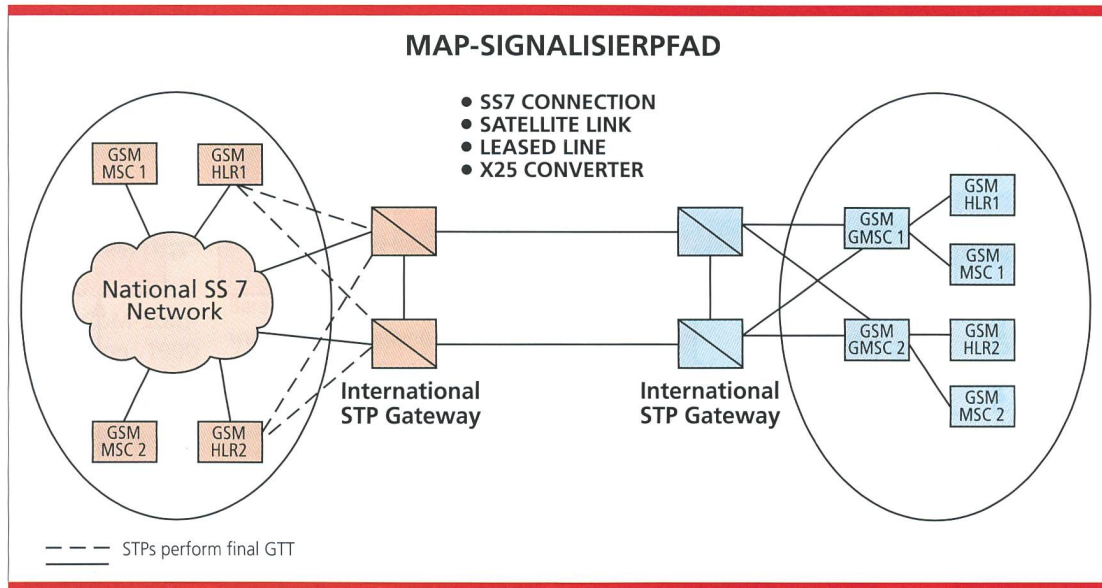 MAP-SIGNALISIERPFAD
● SS7 CONNECTION
● SATELLITE LINK
● LEASED LINE
● X25 CONVERTER
GSM
MSC 1
GSM
HLR1
National SS 7
Network
GSM
MSC 2
GSM
HLR2
International
STP Gateway
International
STP Gateway
GSM
GMSC 1
GSM
HLR1
GSM
MSC 1
GSM
GMSC 2
GSM
HLR2
GSM
MSC 2
STPs perform final GTT